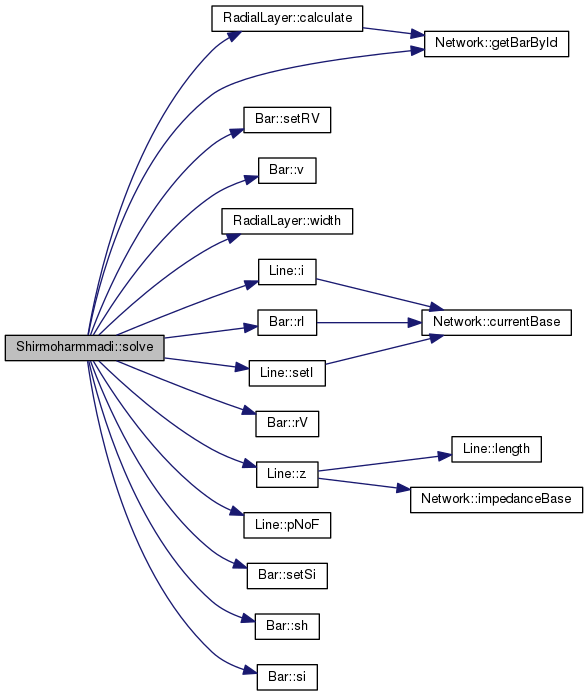 RadialLayer::calculate
Network::getBarById
Bar::setRV
Bar::v
RadialLayer::width
Line::i
Bar::rI
Network::currentBase
Shirmoharmmadi::solve
Line::setI
Bar::rV
Line::length
Line::z
Network::impedanceBase
Line::pNoF
Bar::setSi
Bar::sh
Bar::si